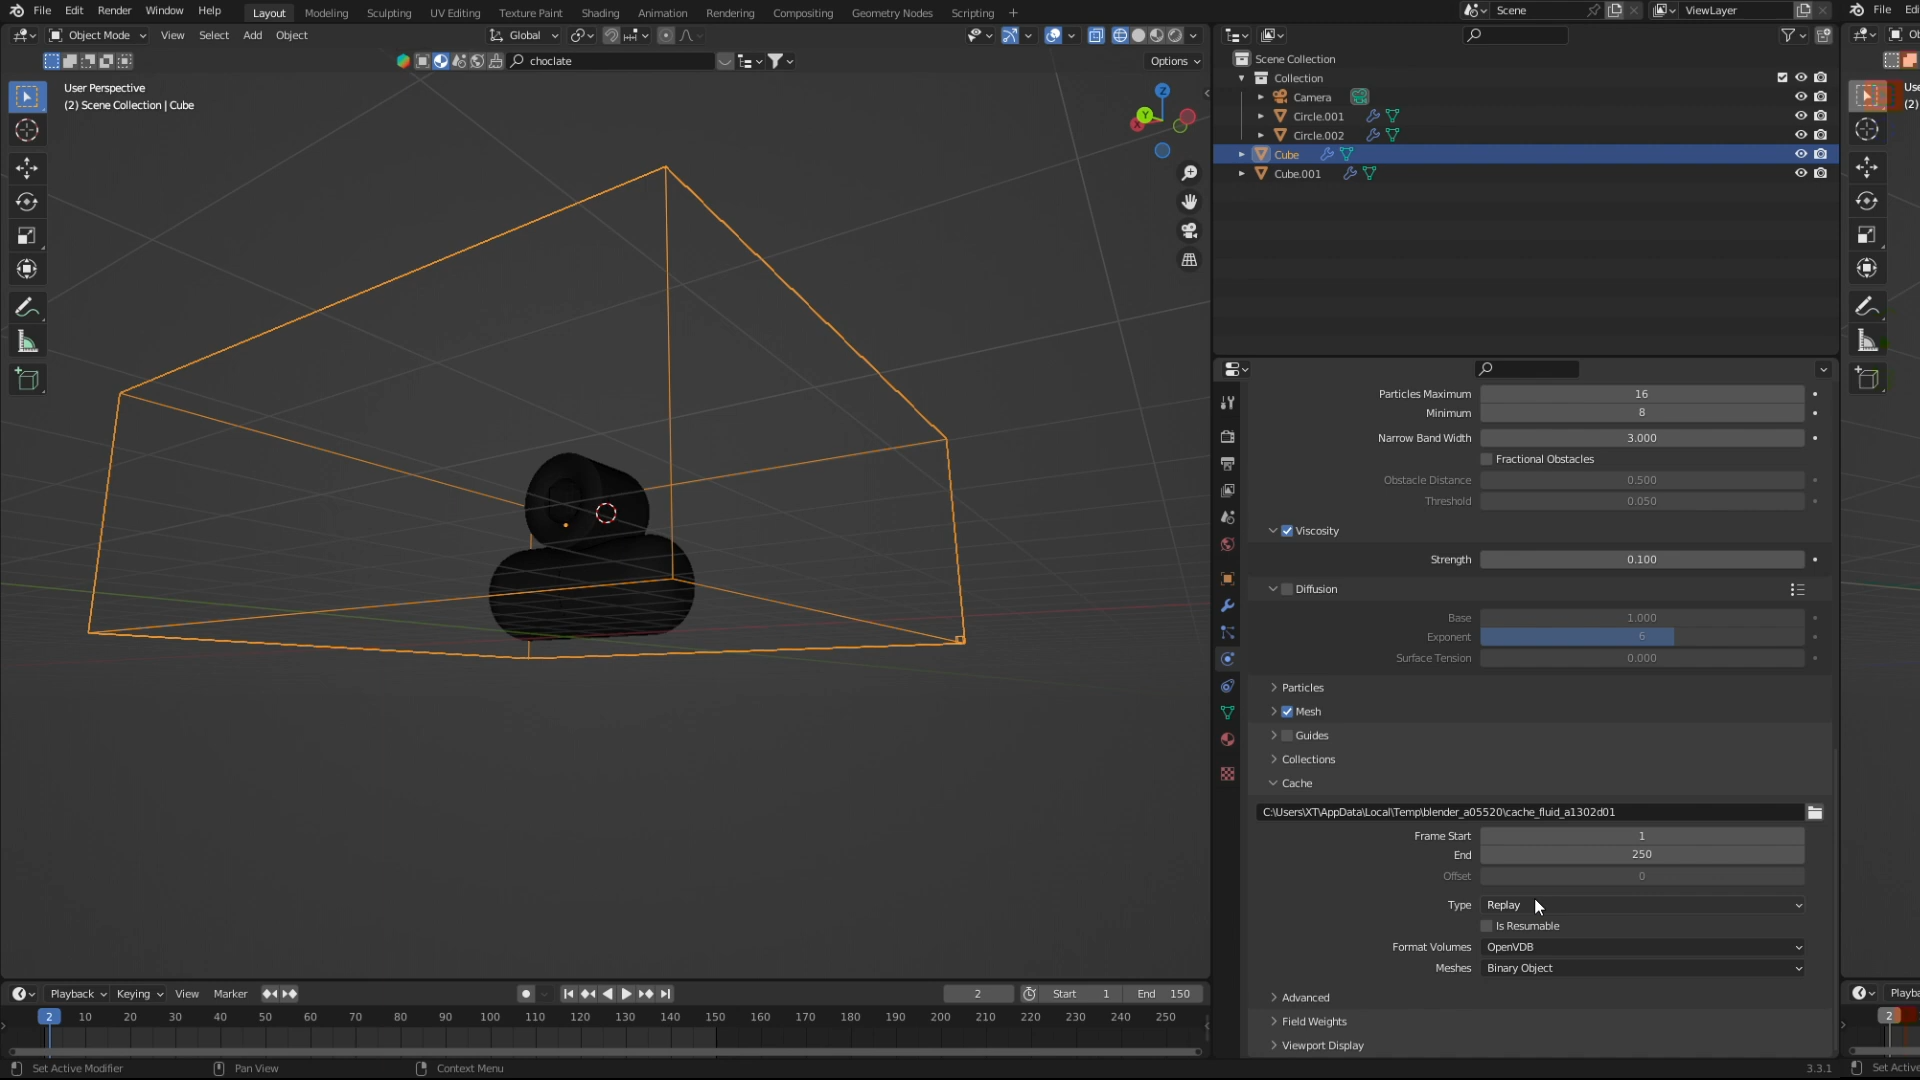 File Edit Render Window Help Layout Modeling Sculpting UV Editing Texture Paint Shading Animation Rendering Compositing Geometry Nodes Scripting + Scene ViewLayer File
Object Mode View Select Add Object Global
choclate Options
User Perspective
(2) Scene Collection | Cube
Z
Y
X
Scene Collection
Collection
Camera
Circle.001
Circle.002
Cube
Cube.001
Particles Maximum 16
Minimum 8
Narrow Band Width 3.000
Fractional Obstacles
Obstacle Distance 0.500
Threshold 0.050
Viscosity
Strength 0.100
Diffusion
Base 1.000
Exponent 6
Surface Tension 0.000
Particles
Mesh
Guides
Collections
Cache
C:\Users\XT\AppData\Local\Temp\blender_a05520\cache_fluid_a1302d01
Frame Start 1
End 250
Offset 0
Type Replay
Is Resumable
Format Volumes OpenVDB
Meshes Binary Object
Advanced
Field Weights
Viewport Display
Playback Keying View Marker 2 Start 1 End 150
2 10 20 30 40 50 60 70 80 90 100 110 120 130 140 150 160 170 180 190 200 210 220 230 240 250 2
Set Active Modifier Pan View Context Menu 3.3.1 Set Active